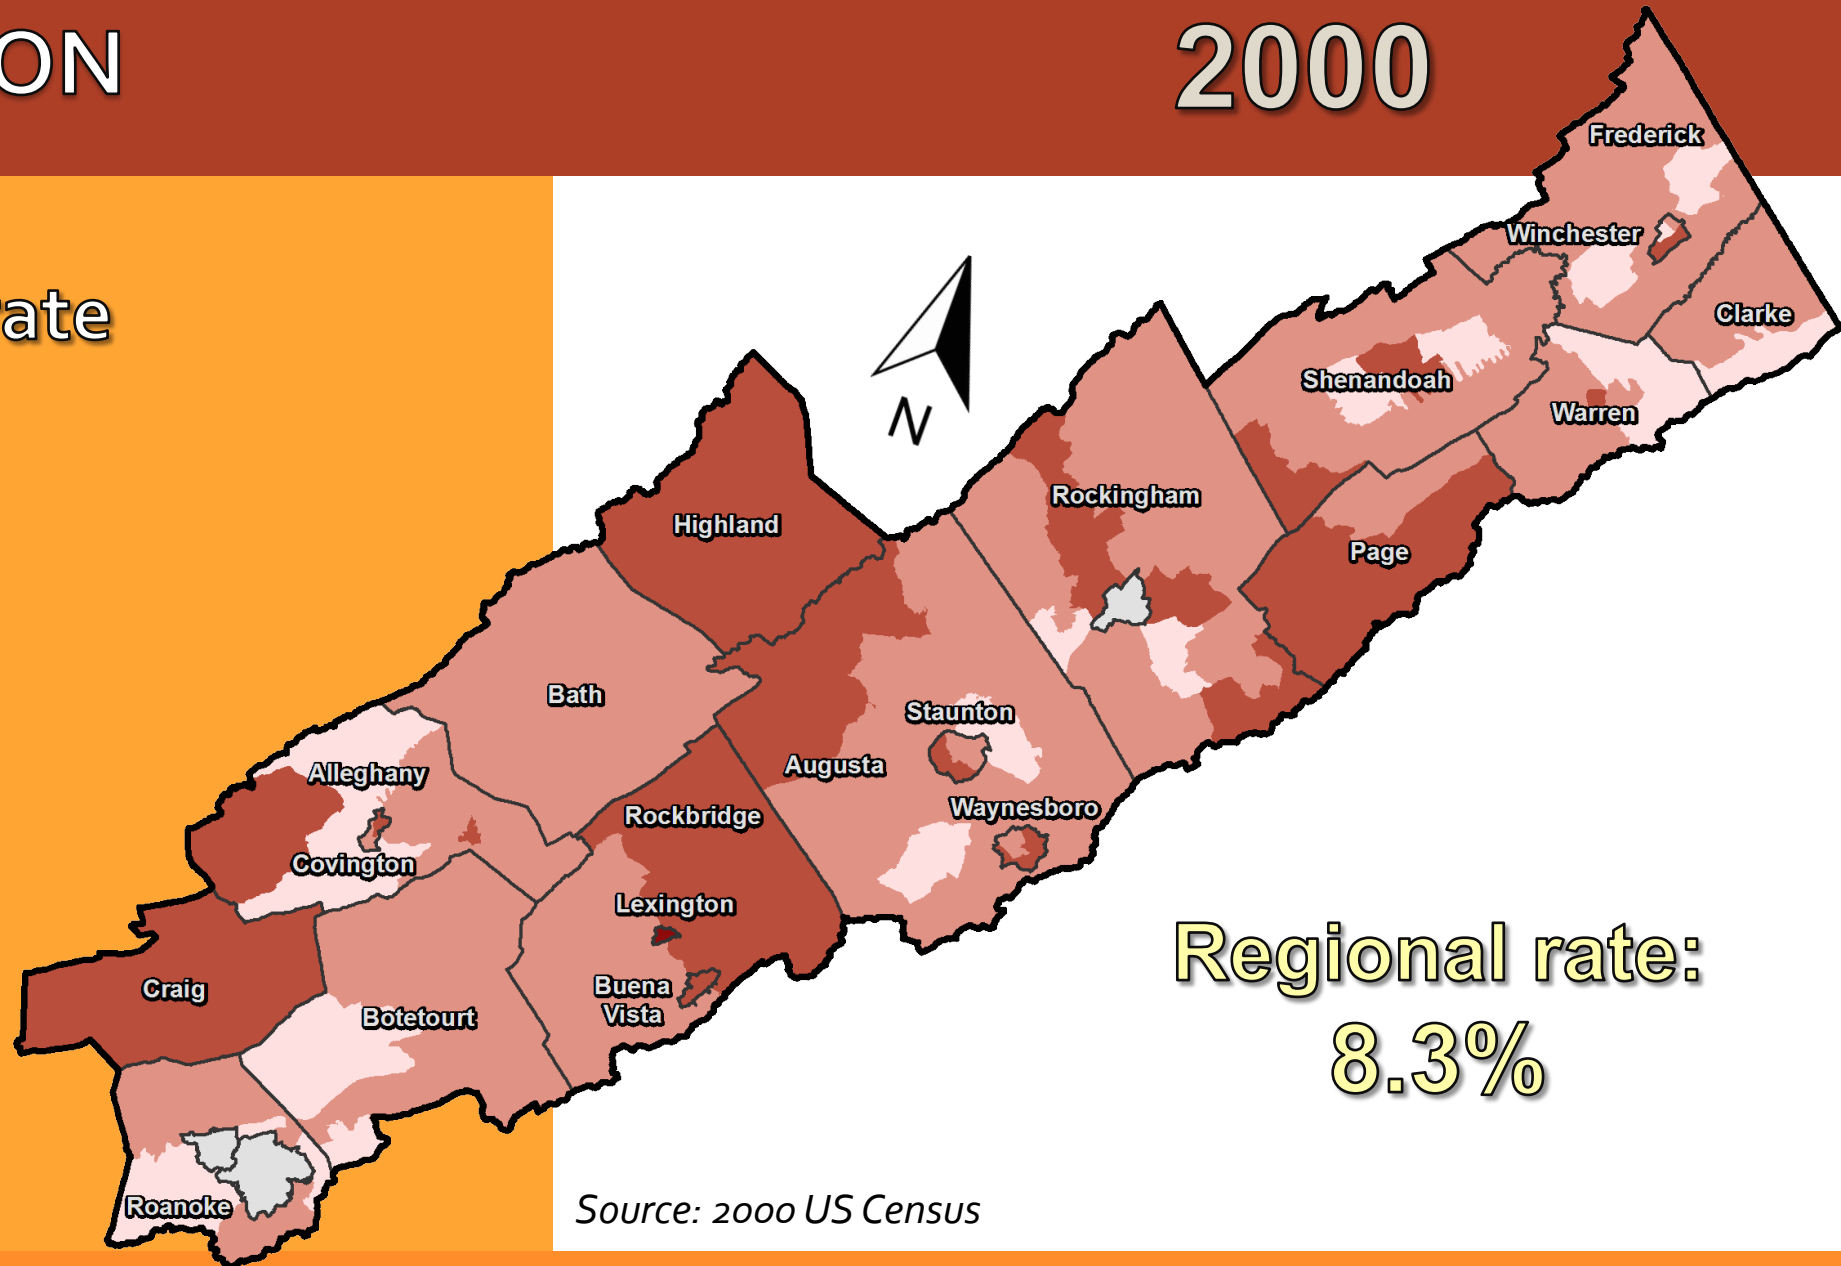 ON
2000
ate
Frederick
Winchester
Clarke
Shenandoah
Warren
N
Rockingham
Highland
Page
Bath
Staunton
Augusta
Alleghany
Waynesboro
Rockbridge
Covington
Lexington
Craig
Buena
Vista
Botetourt
Regional rate:
8.3%
Roanoke
Source: 2000 US Census